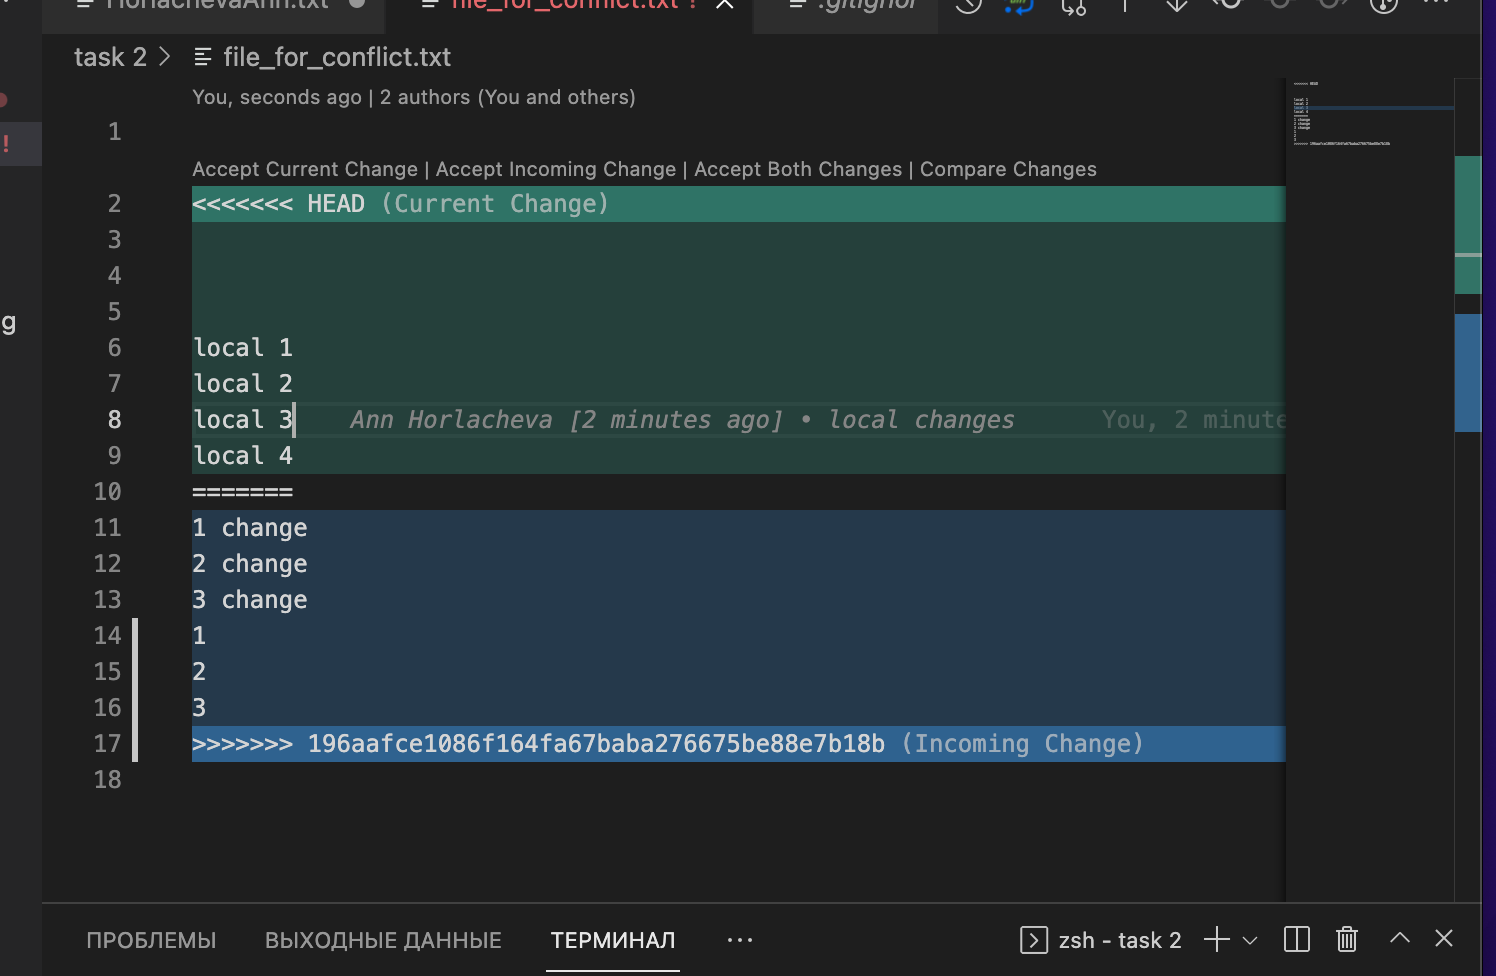 HorlachevaAnn.txt
file_for_conflict.txt !
.gitignor
task 2 > file_for_conflict.txt
You, seconds ago | 2 authors (You and others)
1
Accept Current Change | Accept Incoming Change | Accept Both Changes | Compare Changes
2 <<<<<<< HEAD (Current Change)
3
4
5
g
6 local 1
7 local 2
8 local 3 Ann Horlacheva [2 minutes ago] • local changes You, 2 minute
9 local 4
10 =======
11 1 change
12 2 change
13 3 change
14 1
15 2
16 3
17 >>>>>>> 196aafce1086f164fa67baba276675be88e7b18b (Incoming Change)
18
ПРОБЛЕМЫ ВЫХОДНЫЕ ДАННЫЕ ТЕРМИНАЛ ··· zsh - task 2